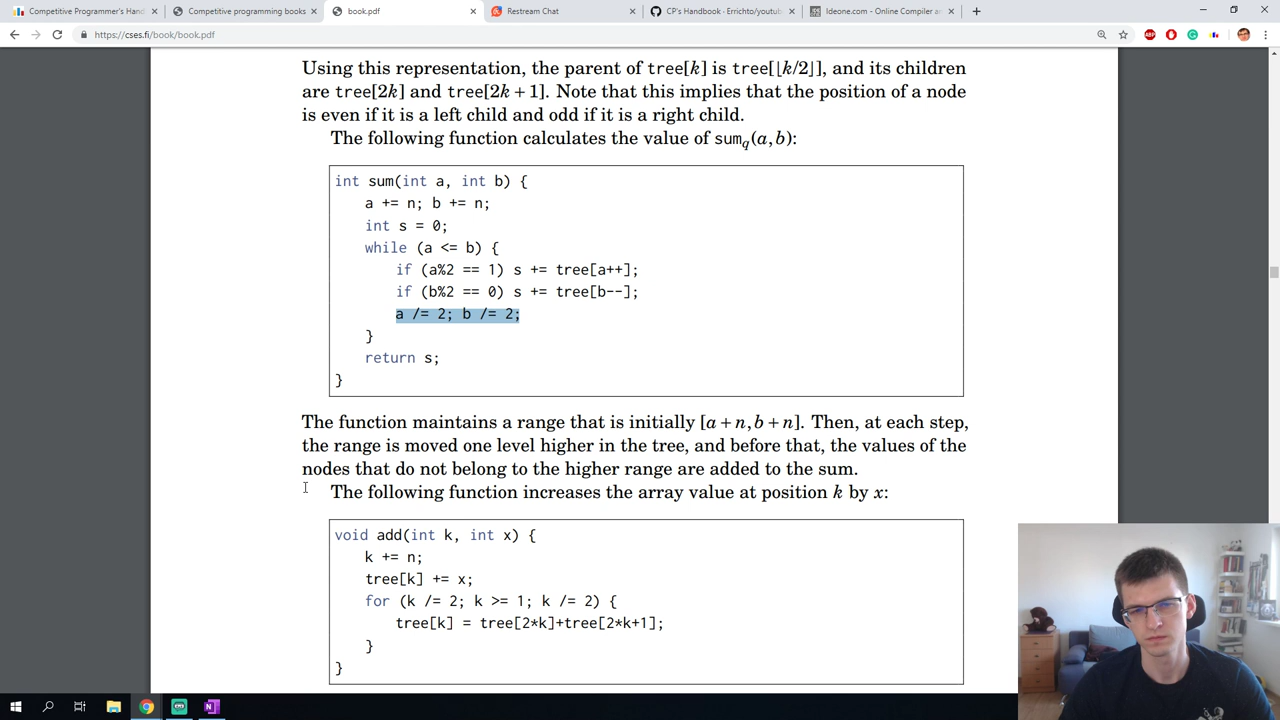 Competitive Programmer's Hand
Competitive programming books
book.pdf
Restream Chat
CP's Handbook · Errichto/youtub
Ideone.com - Online Compiler a
https://cses.fi/book/book.pdf
Using this representation, the parent of tree[k] is tree[⌊k/2⌋], and its children
are tree[2k] and tree[2k + 1]. Note that this implies that the position of a node
is even if it is a left child and odd if it is a right child.
The following function calculates the value of sum_q(a,b):
int sum(int a, int b) {
a += n; b += n;
int s = 0;
while (a <= b) {
if (a%2 == 1) s += tree[a++];
if (b%2 == 0) s += tree[b--];
a /= 2; b /= 2;
}
return s;
}
The function maintains a range that is initially [a + n, b + n]. Then, at each step,
the range is moved one level higher in the tree, and before that, the values of the
nodes that do not belong to the higher range are added to the sum.
The following function increases the array value at position k by x:
void add(int k, int x) {
k += n;
tree[k] += x;
for (k /= 2; k >= 1; k /= 2) {
tree[k] = tree[2*k]+tree[2*k+1];
}
}